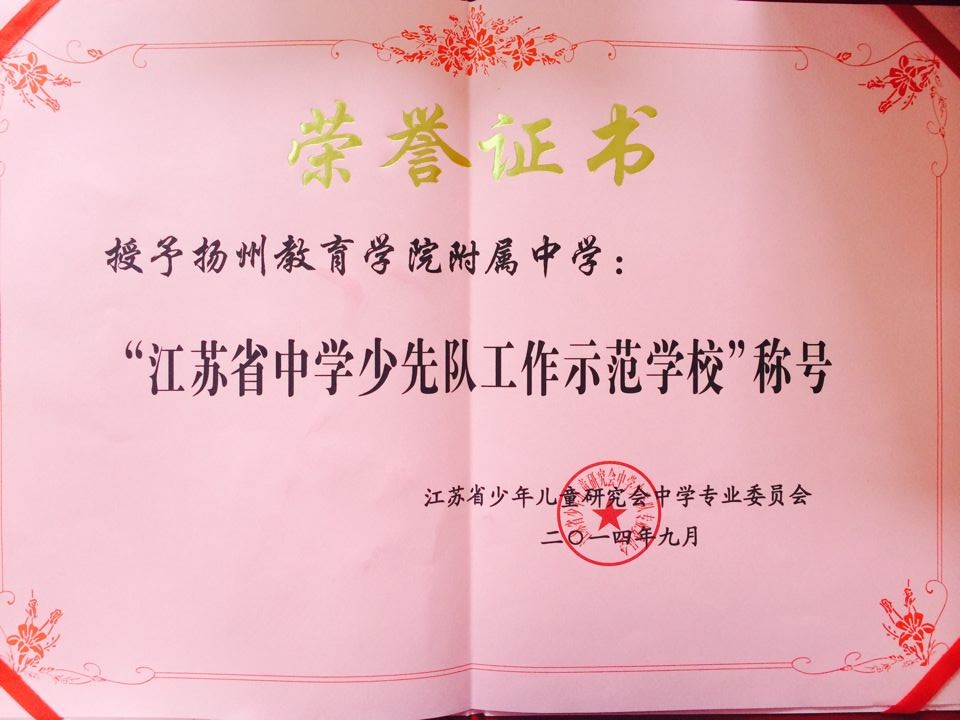 荣誉证书
授予扬州教育学院附属中学：
“江苏省中学少先队工作示范学校”称号
江苏省少年儿童研究会中学专业委员会
二〇一四年九月